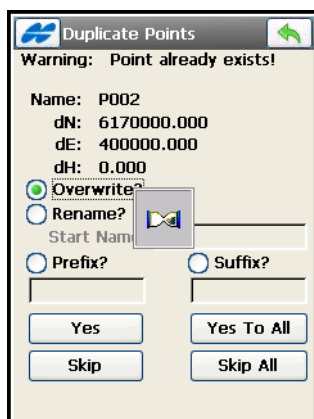 Duplicate Points
Warning: Point already exists!
Name: P002
dN: 6170000.000
dE: 400000.000
dH: 0.000
Overwrite?
Rename?
Start Nam
Prefix? Suffix?
Yes Yes To All
Skip Skip All